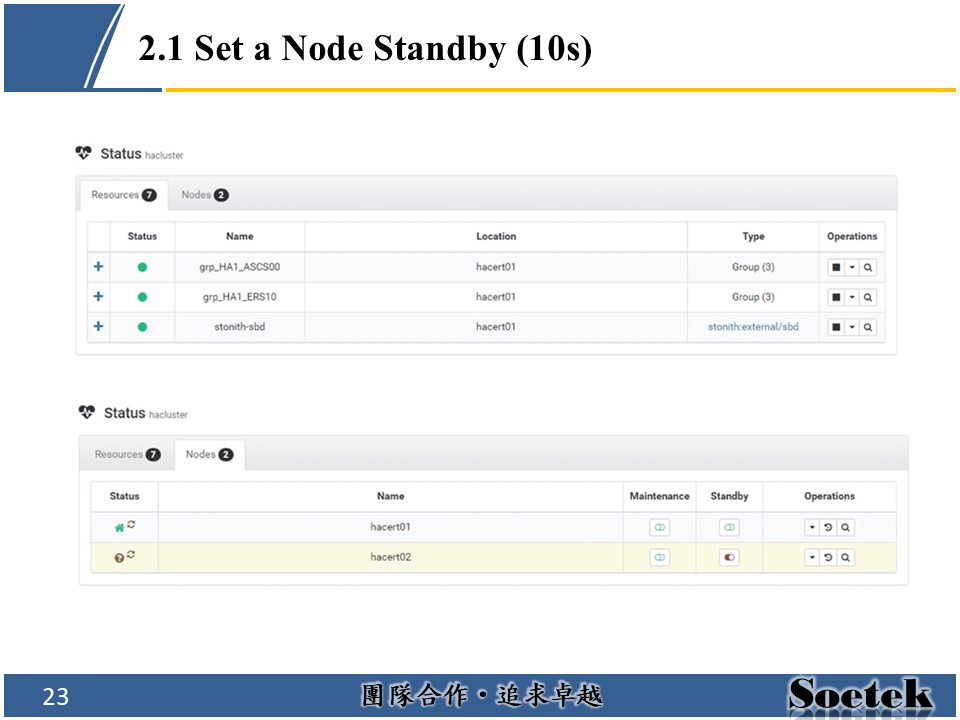 2.1 Set a Node Standby (10s)
Status hacluster
Resources 7 Nodes 2
Status Name Location Type Operations
grp_HA1_ASCS00 hacert01 Group (3)
grp_HA1_ERS10 hacert01 Group (3)
stonith-sbd hacert01 stonith:external/sbd
Status hacluster
Resources 7 Nodes 2
Status Name Maintenance Standby Operations
hacert01
hacert02
23 團隊合作・追求卓越 Soetek